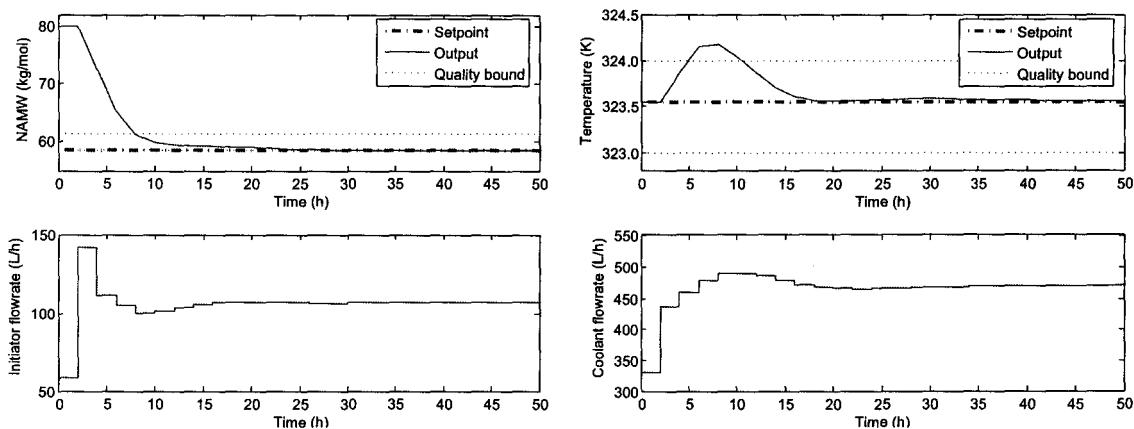 80
70
60
NAMW (kg/mol)
Setpoint
Output
Quality bound
0 5 10 15 20 25 30 35 40 45 50
Time (h)
324.5
324.0
323.5
323.0
Temperature (K)
Setpoint
Output
Quality bound
0 5 10 15 20 25 30 35 40 45 50
Time (h)
150
100
50
Initiator flowrate (L/h)
0 5 10 15 20 25 30 35 40 45 50
Time (h)
550
500
450
400
350
300
Coolant flowrate (L/h)
0 5 10 15 20 25 30 35 40 45 50
Time (h)